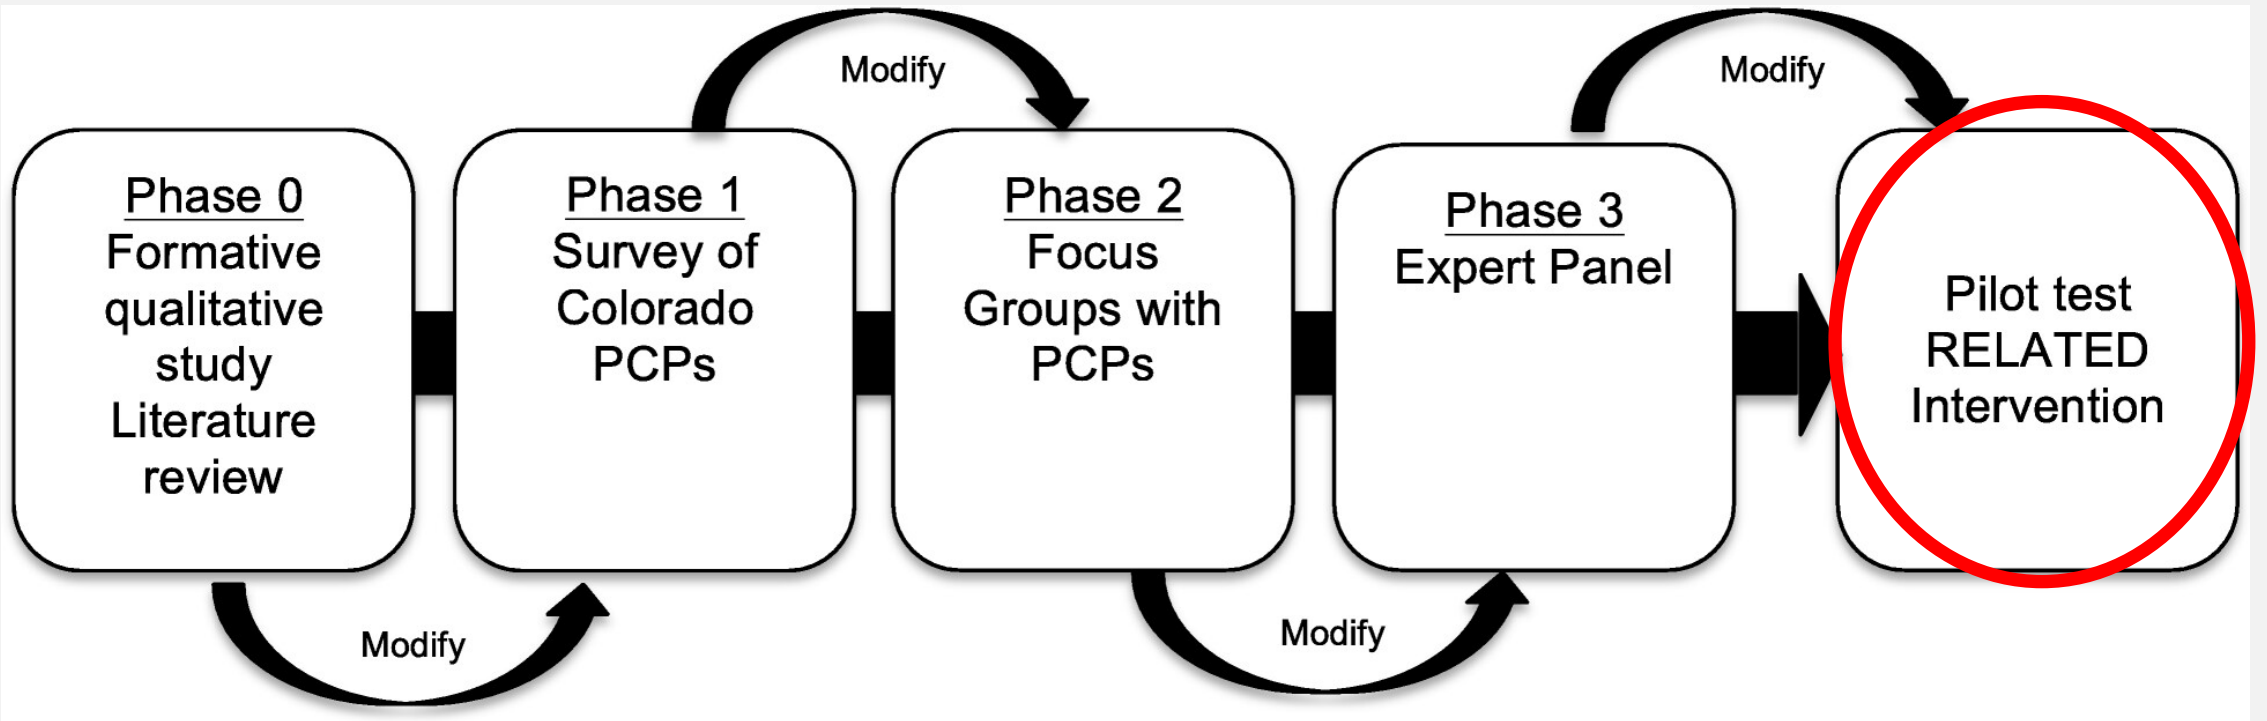 Modify
Modify
Phase 0
Formative
qualitative
study
Literature
review
Phase 1
Survey of
Colorado
PCPs
Phase 2
Focus
Groups with
PCPs
Phase 3
Expert Panel
Pilot test
RELATED
Intervention
Modify
Modify